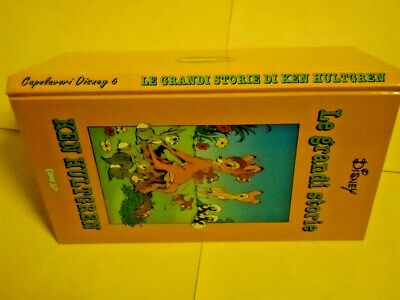 Capolavori Disney 6 LE GRANDI STORIE DI KEN HULTGREN
DISNEY
Le grandi storie
KEN HULTGREN